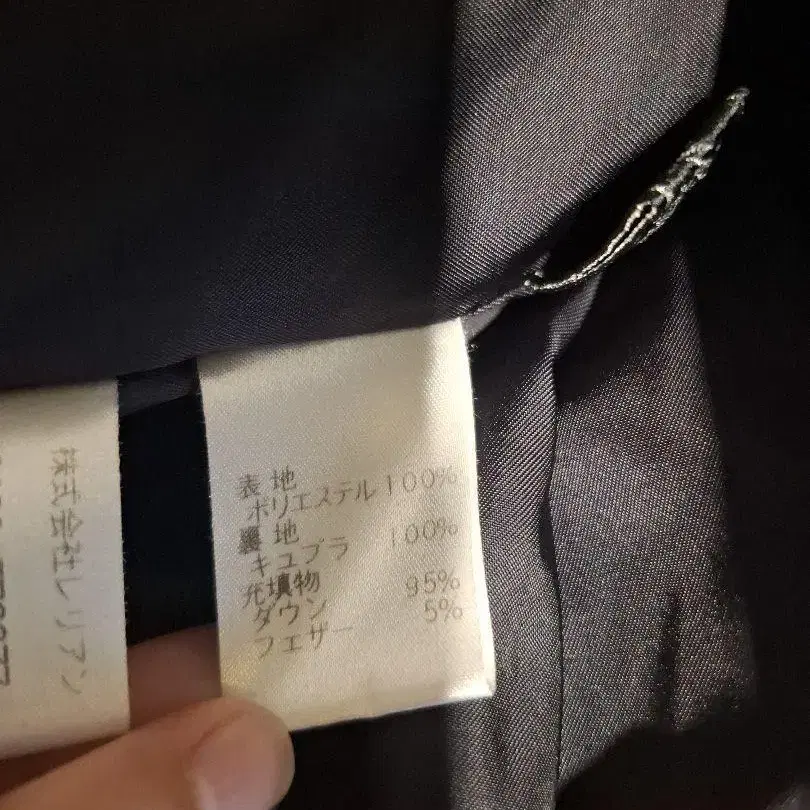 表地
ポリエステル 100%
裏地
キュプラ 100%
充填物
ダウン 95%
フェザー 5%
株式会社レリアン